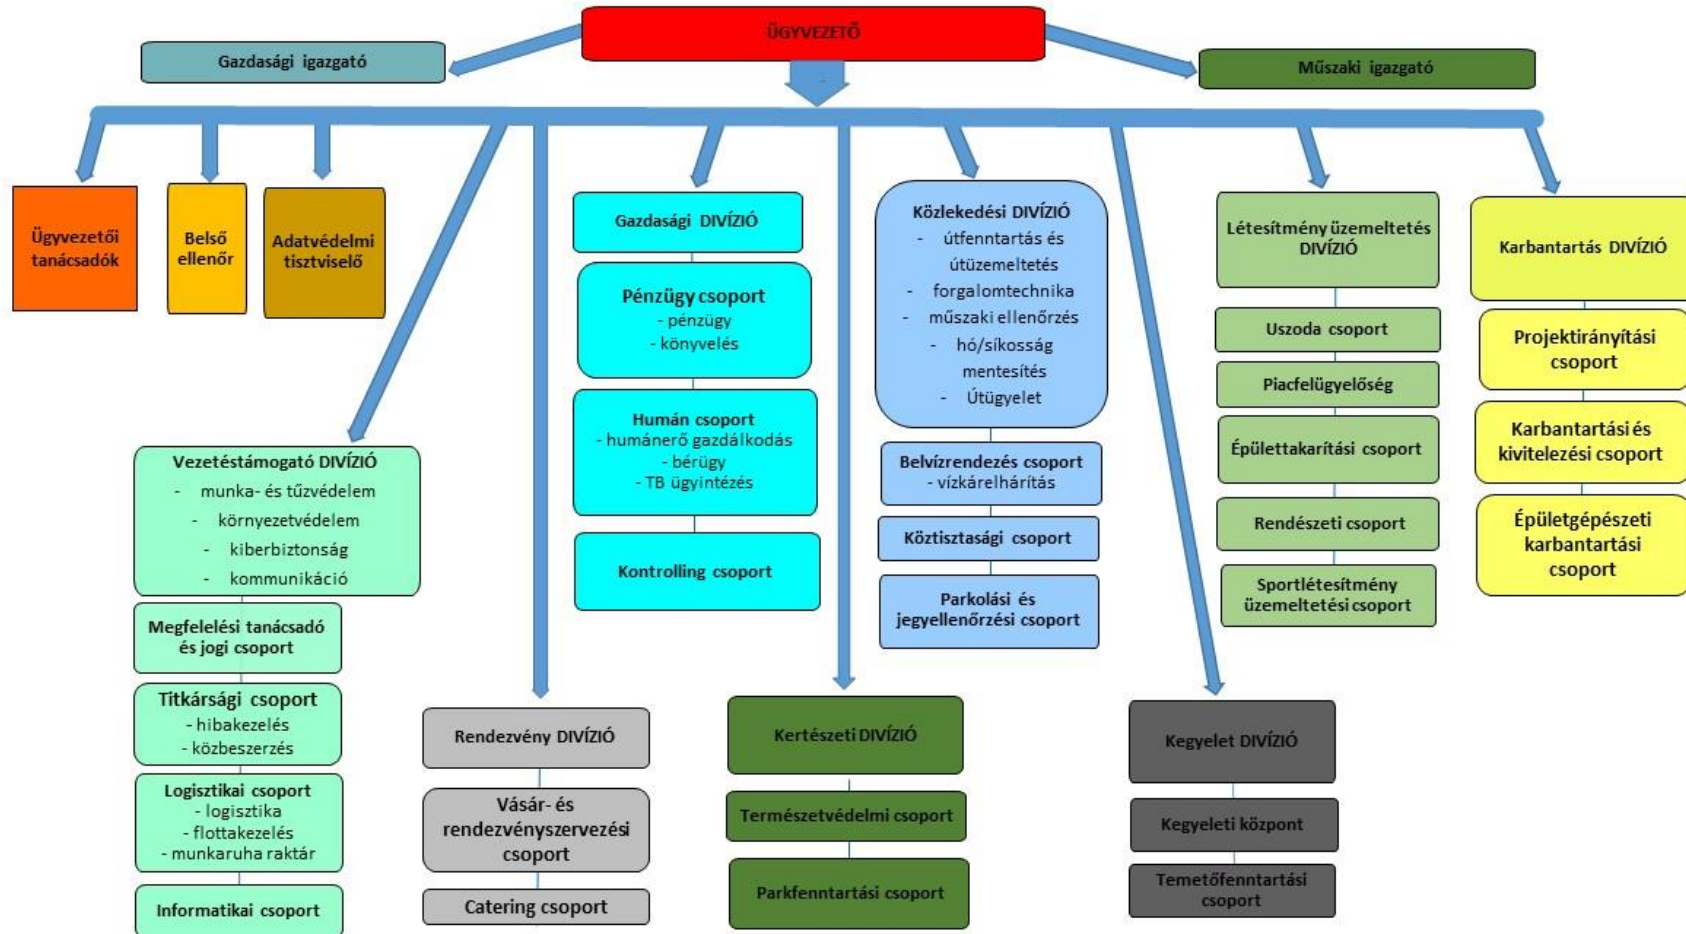 ÜGYVEZETŐ
Gazdasági igazgató
Műszaki igazgató
Ügyvezetői
tanácsadók
Belső
ellenőr
Adatvédelmi
tisztviselő
Vezetéstámogató DIVÍZIÓ
- munka- és tűzvédelem
- környezetvédelem
- kiberbiztonság
- kommunikáció
Megfelelési tanácsadó
és jogi csoport
Titkársági csoport
- hibakezelés
- közbeszerzés
Logisztikai csoport
- logisztika
- flottakezelés
- munkaruha raktár
Informatikai csoport
Rendezvény DIVÍZIÓ
Vásár- és
rendezvényszervezési
csoport
Catering csoport
Gazdasági DIVÍZIÓ
Pénzügy csoport
- pénzügy
- könyvelés
Humán csoport
- humánerő gazdálkodás
- bérügy
- TB ügyintézés
Kontrolling csoport
Kertészeti DIVÍZIÓ
Természetvédelmi csoport
Parkfenntartási csoport
Közlekedési DIVÍZIÓ
- útfenntartás és
útüzemeltetés
- forgalomtechnika
- műszaki ellenőrzés
- hó/síkosság
mentesítés
- Útügyelet
Belvízrendezés csoport
- vízkárelhárítás
Köztisztasági csoport
Parkolási és
jegyellenőrzési csoport
Kegyelet DIVÍZIÓ
Kegyeleti központ
Temetőfenntartási
csoport
Létesítmény üzemeltetés
DIVÍZIÓ
Uszoda csoport
Piacfelügyelőség
Épülettakarítási csoport
Rendészeti csoport
Sportlétesítmény
üzemeltetési csoport
Karbantartás DIVÍZIÓ
Projektirányítási
csoport
Karbantartási és
kivitelezési csoport
Épületgépészeti
karbantartási
csoport